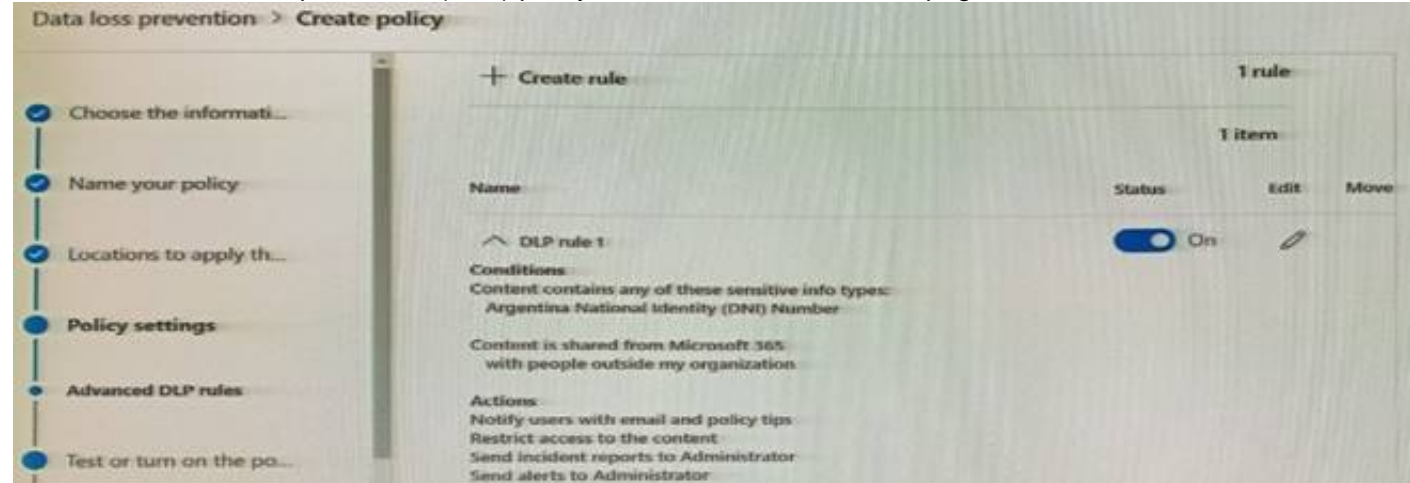 Data loss prevention > Create policy
+ Create rule
1 rule
1 item
Choose the informati...
Name your policy
Locations to apply th...
Policy settings
Advanced DLP rules
Test or turn on the po...
Name Status Edit Move
DLP rule 1 On
Conditions
Content contains any of these sensitive info types:
Argentina National Identity (DNI) Number
Content is shared from Microsoft 365
with people outside my organization
Actions
Notify users with email and policy tips
Restrict access to the content
Send incident reports to Administrator
Send alerts to Administrator